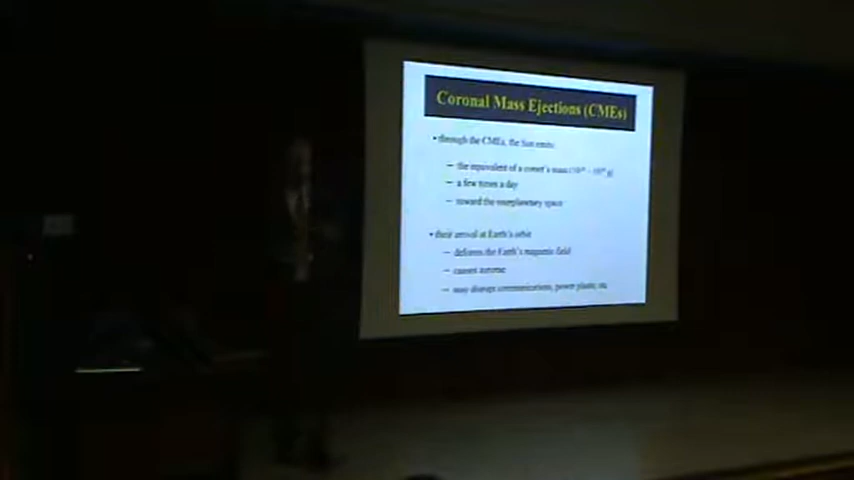 Coronal Mass Ejections (CMEs)
• through the CMEs, the Sun emits
– the equivalent of a comet's mass
– a few times a day
– toward the interplanetary space
• their arrival at Earth's orbit
– deforms the Earth's magnetic field
– causes aurorae
– may disrupt communications, power plants, etc